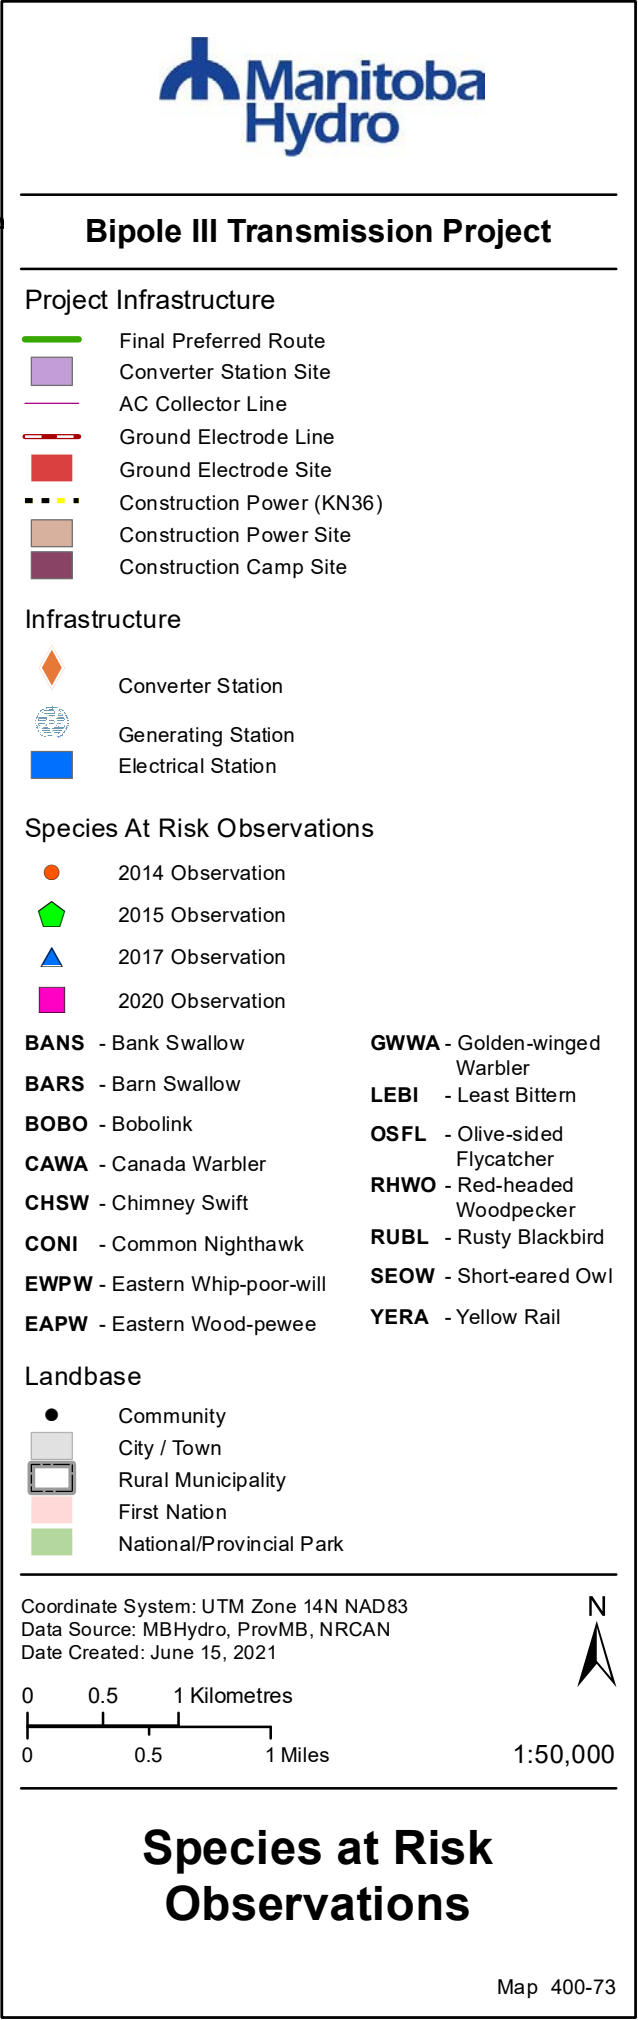 Manitoba
Hydro
Bipole III Transmission Project
Project Infrastructure
Final Preferred Route
Converter Station Site
AC Collector Line
Ground Electrode Line
Ground Electrode Site
Construction Power (KN36)
Construction Power Site
Construction Camp Site
Infrastructure
Converter Station
Generating Station
Electrical Station
Species At Risk Observations
2014 Observation
2015 Observation
2017 Observation
2020 Observation
BANS - Bank Swallow
BARS - Barn Swallow
BOBO - Bobolink
CAWA - Canada Warbler
CHSW - Chimney Swift
CONI - Common Nighthawk
EWPW - Eastern Whip-poor-will
EAPW - Eastern Wood-pewee
GWWA - Golden-winged
Warbler
LEBI - Least Bittern
OSFL - Olive-sided
Flycatcher
RHWO - Red-headed
Woodpecker
RUBL - Rusty Blackbird
SEOW - Short-eared Owl
YERA - Yellow Rail
Landbase
Community
City / Town
Rural Municipality
First Nation
National/Provincial Park
Coordinate System: UTM Zone 14N NAD83
Data Source: MBHydro, ProvMB, NRCAN
Date Created: June 15, 2021
N
0 0.5 1 Kilometres
0 0.5 1 Miles
1:50,000
Species at Risk
Observations
Map 400-73